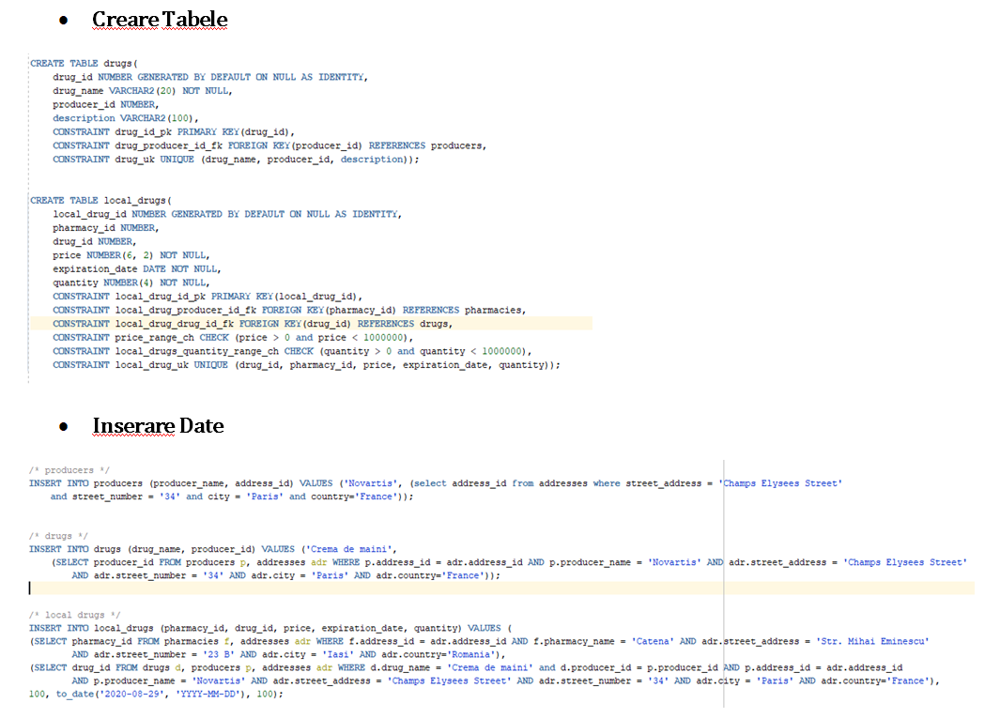 • Creare Tabele
CREATE TABLE drugs(
    drug_id NUMBER GENERATED BY DEFAULT ON NULL AS IDENTITY,
    drug_name VARCHAR2(20) NOT NULL,
    producer_id NUMBER,
    description VARCHAR2(100),
    CONSTRAINT drug_id_pk PRIMARY KEY(drug_id),
    CONSTRAINT drug_producer_id_fk FOREIGN KEY(producer_id) REFERENCES producers,
    CONSTRAINT drug_uk UNIQUE (drug_name, producer_id, description));
CREATE TABLE local_drugs(
    local_drug_id NUMBER GENERATED BY DEFAULT ON NULL AS IDENTITY,
    pharmacy_id NUMBER,
    drug_id NUMBER,
    price NUMBER(6, 2) NOT NULL,
    expiration_date DATE NOT NULL,
    quantity NUMBER(4) NOT NULL,
    CONSTRAINT local_drug_id_pk PRIMARY KEY(local_drug_id),
    CONSTRAINT local_drug_producer_id_fk FOREIGN KEY(pharmacy_id) REFERENCES pharmacies,
    CONSTRAINT local_drug_drug_id_fk FOREIGN KEY(drug_id) REFERENCES drugs,
    CONSTRAINT price_range_ch CHECK (price > 0 and price < 1000000),
    CONSTRAINT local_drugs_quantity_range_ch CHECK (quantity > 0 and quantity < 1000000),
    CONSTRAINT local_drug_uk UNIQUE (drug_id, pharmacy_id, price, expiration_date, quantity));
• Inserare Date
/* producers */
INSERT INTO producers (producer_name, address_id) VALUES ('Novartis', (select address_id from addresses where street_address = 'Champs Elysees Street'
    and street_number = '34' and city = 'Paris' and country='France'));
/* drugs */
INSERT INTO drugs (drug_name, producer_id) VALUES ('Crema de maini',
    (SELECT producer_id FROM producers p, addresses adr WHERE p.address_id = adr.address_id AND p.producer_name = 'Novartis' AND adr.street_address = 'Champs Elysees Street'
        AND adr.street_number = '34' AND adr.city = 'Paris' AND adr.country='France'));
/* local drugs */
INSERT INTO local_drugs (pharmacy_id, drug_id, price, expiration_date, quantity) VALUES (
(SELECT pharmacy_id FROM pharmacies f, addresses adr WHERE f.address_id = adr.address_id AND f.pharmacy_name = 'Catena' AND adr.street_address = 'Str. Mihai Eminescu'
        AND adr.street_number = '23 B' AND adr.city = 'Iasi' AND adr.country='Romania'),
(SELECT drug_id FROM drugs d, producers p, addresses adr WHERE d.drug_name = 'Crema de maini' and d.producer_id = p.producer_id AND p.address_id = adr.address_id
        AND p.producer_name = 'Novartis' AND adr.street_address = 'Champs Elysees Street' AND adr.street_number = '34' AND adr.city = 'Paris' AND adr.country='France'),
100, to_date('2020-08-29', 'YYYY-MM-DD'), 100);